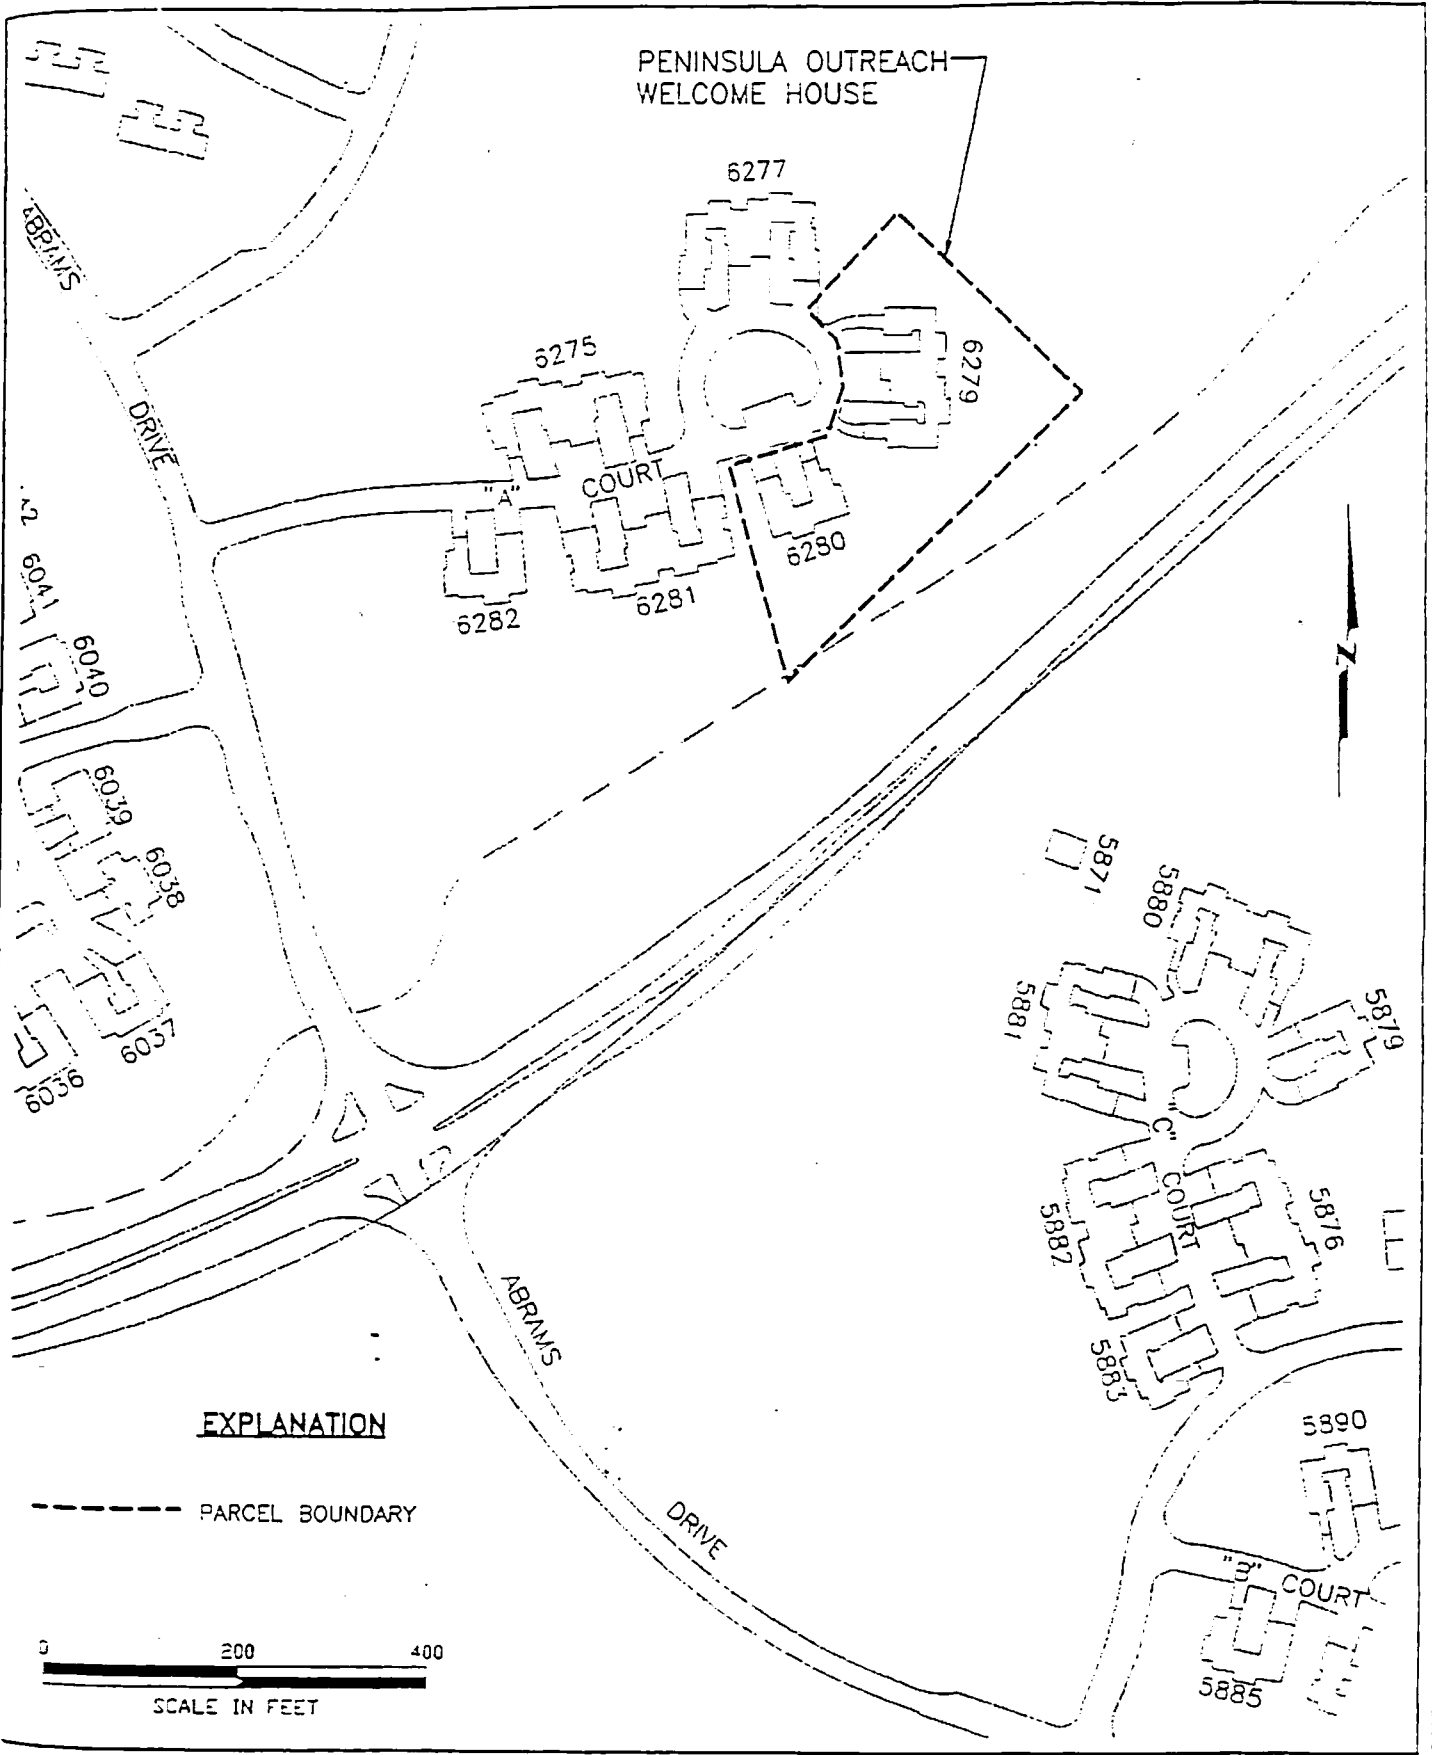 PENINSULA OUTREACH
WELCOME HOUSE
6277
ABRAMS
DRIVE
6275
6279
"A"
COURT
6280
6281
6282
6041
6040
6039
6038
6037
6036
N
5871
5880
5881
5879
"C"
COURT
5876
5882
5883
ABRAMS
DRIVE
5890
"B" COURT
5885
EXPLANATION
PARCEL BOUNDARY
0 200 400
SCALE IN FEET